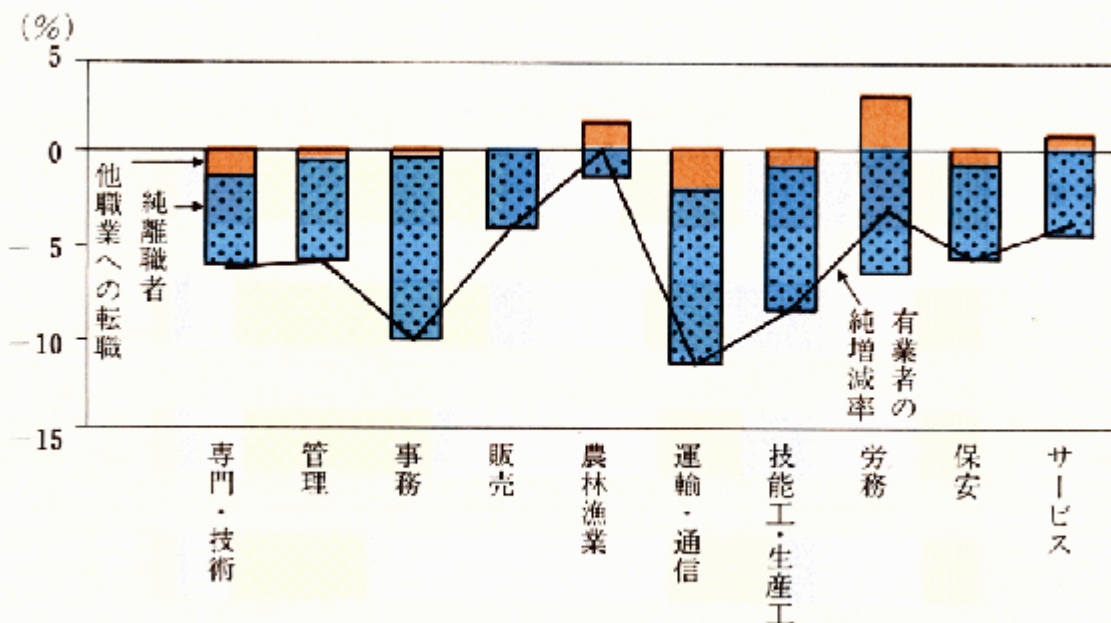 (%)
5
0
－5
－10
－15
他職業への転職
純離職者
有業者の
純増減率
専門・技術
管理
事務
販売
農林漁業
運輸・通信
技能工・生産工
労務
保安
サービス